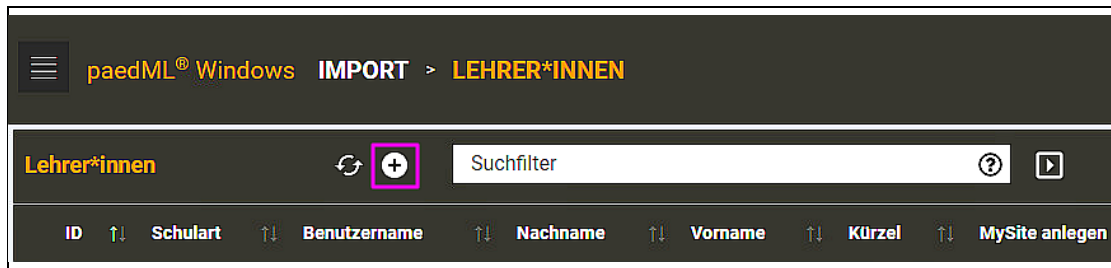 paedML® Windows IMPORT > LEHRER*INNEN
Lehrer*innen Suchfilter
ID Schulart Benutzername Nachname Vorname Kürzel MySite anlegen